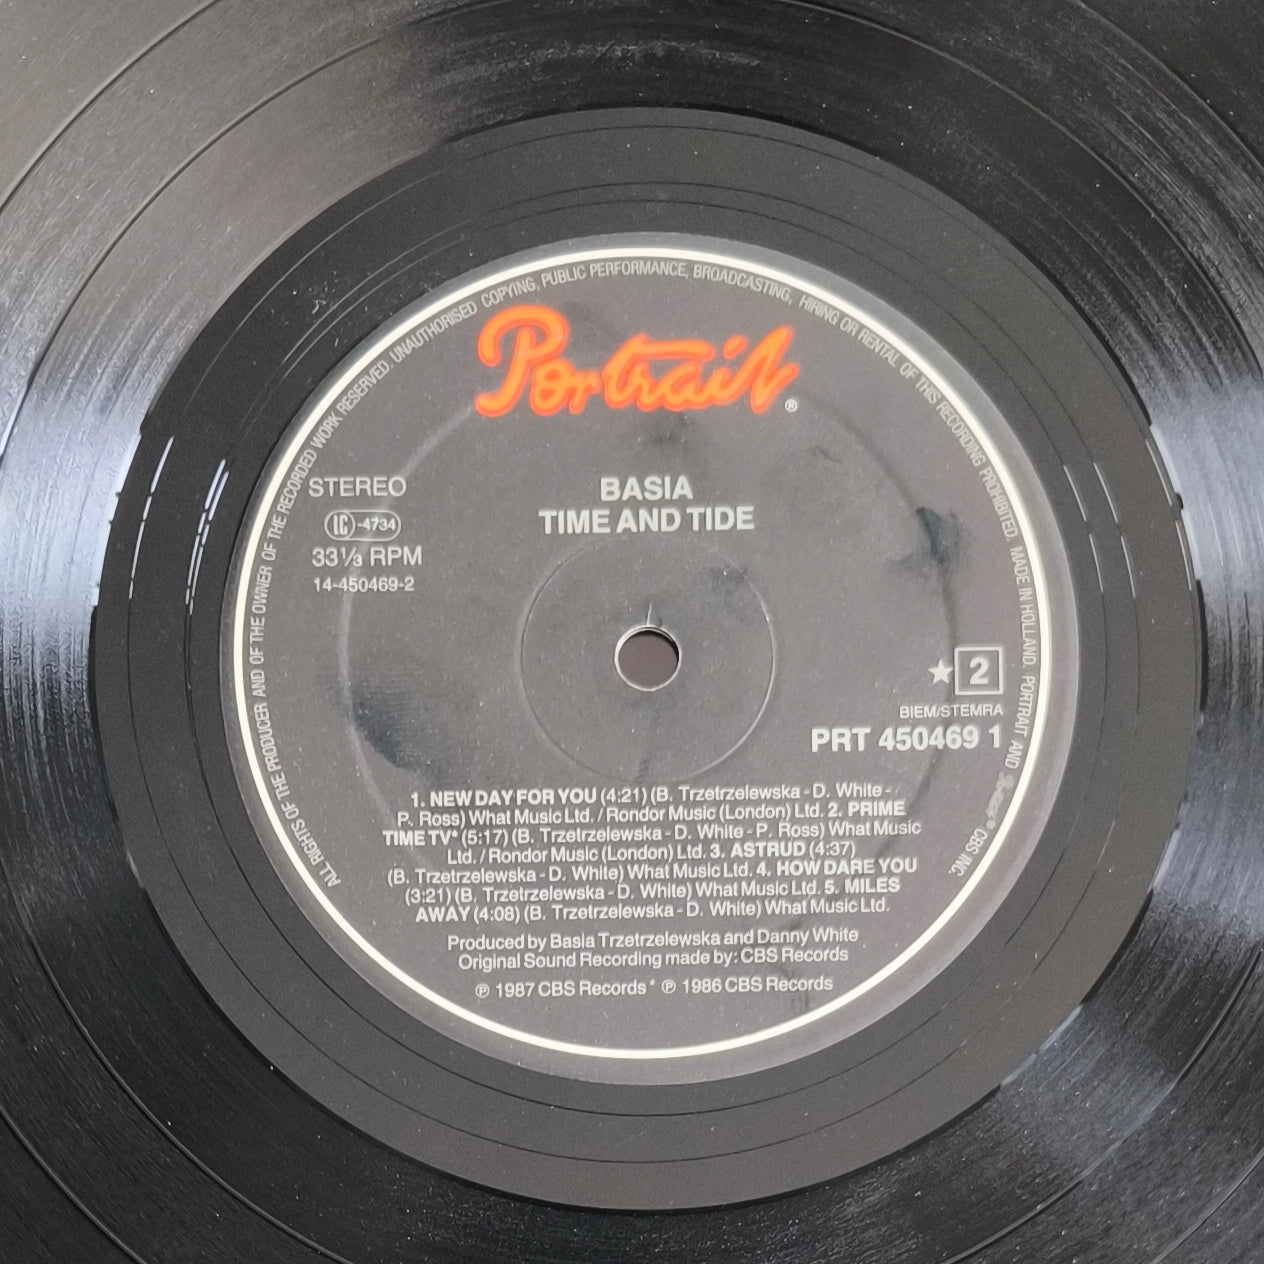 ALL RIGHTS OF THE PRODUCER AND OF THE OWNER OF THE RECORDED WORK RESERVED. UNAUTHORISED COPYING, PUBLIC PERFORMANCE, BROADCASTING, HIRING OR RENTAL OF THIS RECORDING PROHIBITED. MADE IN HOLLAND. PORTRAIT AND ® CBS INC.
Portrait ®
STEREO
LC -4734
33⅓ RPM
14-450469-2
BASIA
TIME AND TIDE
★ 2
BIEM/STEMRA
PRT 450469 1
1. NEW DAY FOR YOU (4:21) (B. Trzetrzelewska - D. White -
P. Ross) What Music Ltd. / Rondor Music (London) Ltd. 2. PRIME
TIME TV* (5:17) (B. Trzetrzelewska - D. White - P. Ross) What Music
Ltd. / Rondor Music (London) Ltd. 3. ASTRUD (4:37)
(B. Trzetrzelewska - D. White) What Music Ltd. 4. HOW DARE YOU
(3:21) (B. Trzetrzelewska - D. White) What Music Ltd. 5. MILES
AWAY (4:08) (B. Trzetrzelewska - D. White) What Music Ltd.
Produced by Basia Trzetrzelewska and Danny White
Original Sound Recording made by: CBS Records
℗ 1987 CBS Records * ℗ 1986 CBS Records